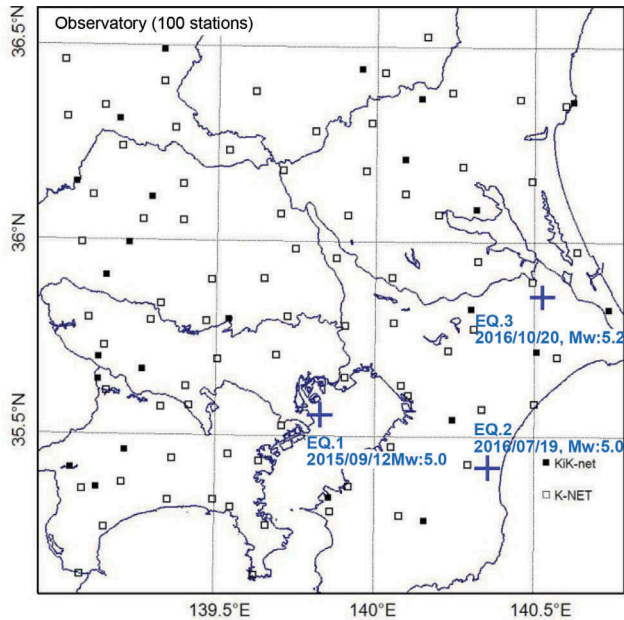 Observatory (100 stations)
36.5°N
36°N
35.5°N
EQ.3
2016/10/20, Mw:5.2
EQ.1
2015/09/12Mw:5.0
EQ.2
2016/07/19, Mw:5.0
KiK-net
K-NET
139.5°E
140°E
140.5°E